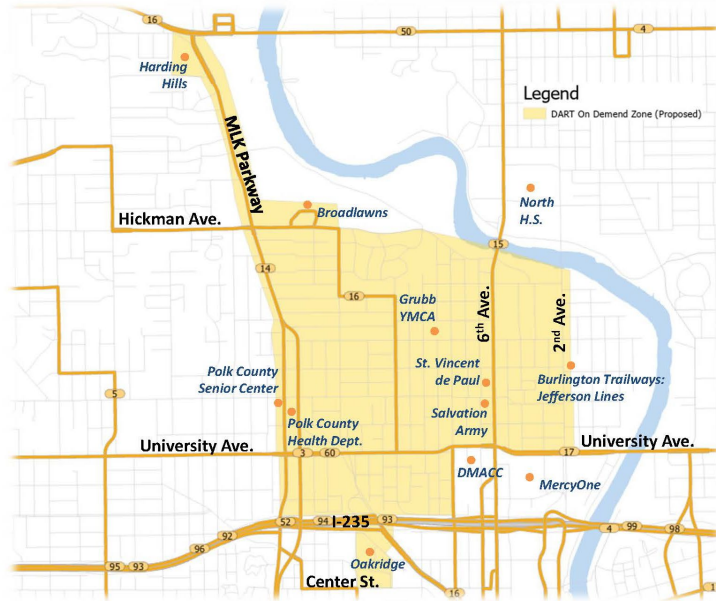 16
50
4
Harding
Hills
Legend
DART On Demend Zone (Proposed)
MLK Parkway
North
H.S.
Broadlawns
Hickman Ave.
15
14
16
Grubb
YMCA
6th Ave.
2nd Ave.
St. Vincent
de Paul
Burlington Trailways:
Jefferson Lines
Polk County
Senior Center
5
Salvation
Army
Polk County
Health Dept.
University Ave.
University Ave.
3
60
17
DMACC
MercyOne
52
94
I-235
93
4
99
98
92
96
95
93
Oakridge
Center St.
16
1